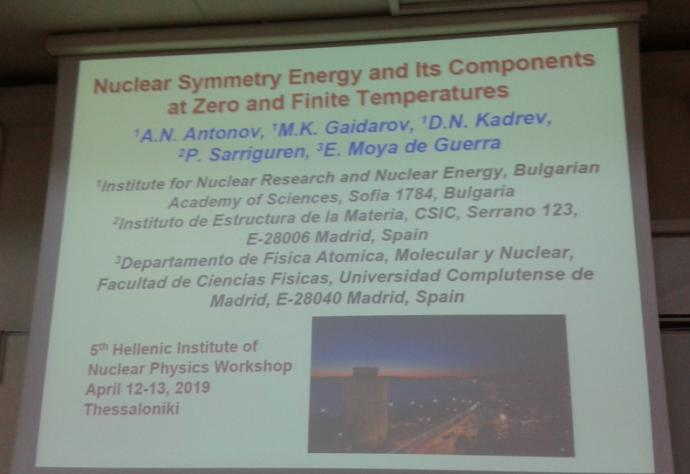 Nuclear Symmetry Energy and Its Components
at Zero and Finite Temperatures
¹A.N. Antonov, ¹M.K. Gaidarov, ¹D.N. Kadrev,
²P. Sarriguren, ³E. Moya de Guerra
¹Institute for Nuclear Research and Nuclear Energy, Bulgarian
Academy of Sciences, Sofia 1784, Bulgaria
²Instituto de Estructura de la Materia, CSIC, Serrano 123,
E-28006 Madrid, Spain
³Departamento de Fisica Atomica, Molecular y Nuclear,
Facultad de Ciencias Fisicas, Universidad Complutense de
Madrid, E-28040 Madrid, Spain
5th Hellenic Institute of
Nuclear Physics Workshop
April 12-13, 2019
Thessaloniki